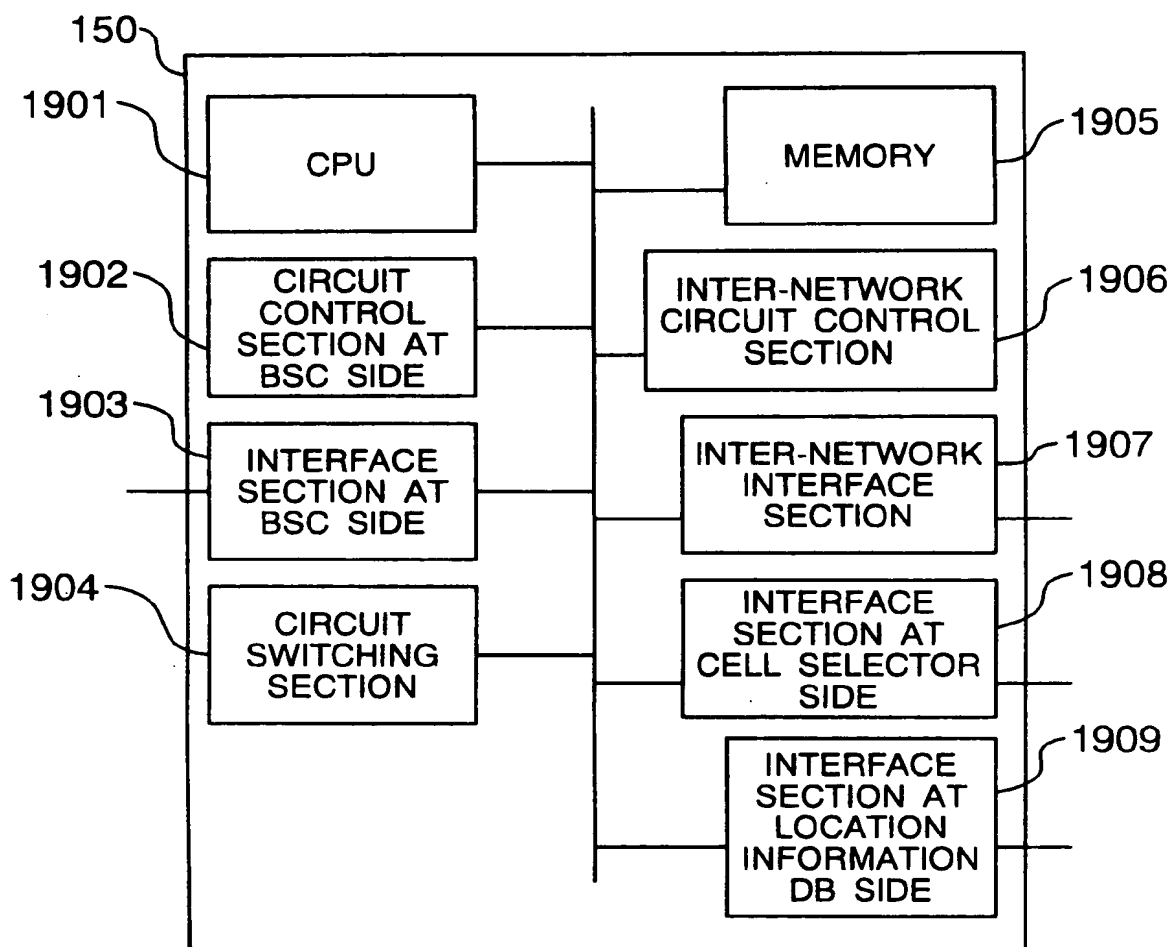 150
1901
CPU
1902
CIRCUIT
CONTROL
SECTION AT
BSC SIDE
1903
INTERFACE
SECTION AT
BSC SIDE
1904
CIRCUIT
SWITCHING
SECTION
MEMORY
1905
INTER-NETWORK
CIRCUIT CONTROL
SECTION
1906
INTER-NETWORK
INTERFACE
SECTION
1907
INTERFACE
SECTION AT
CELL SELECTOR
SIDE
1908
INTERFACE
SECTION AT
LOCATION
INFORMATION
DB SIDE
1909